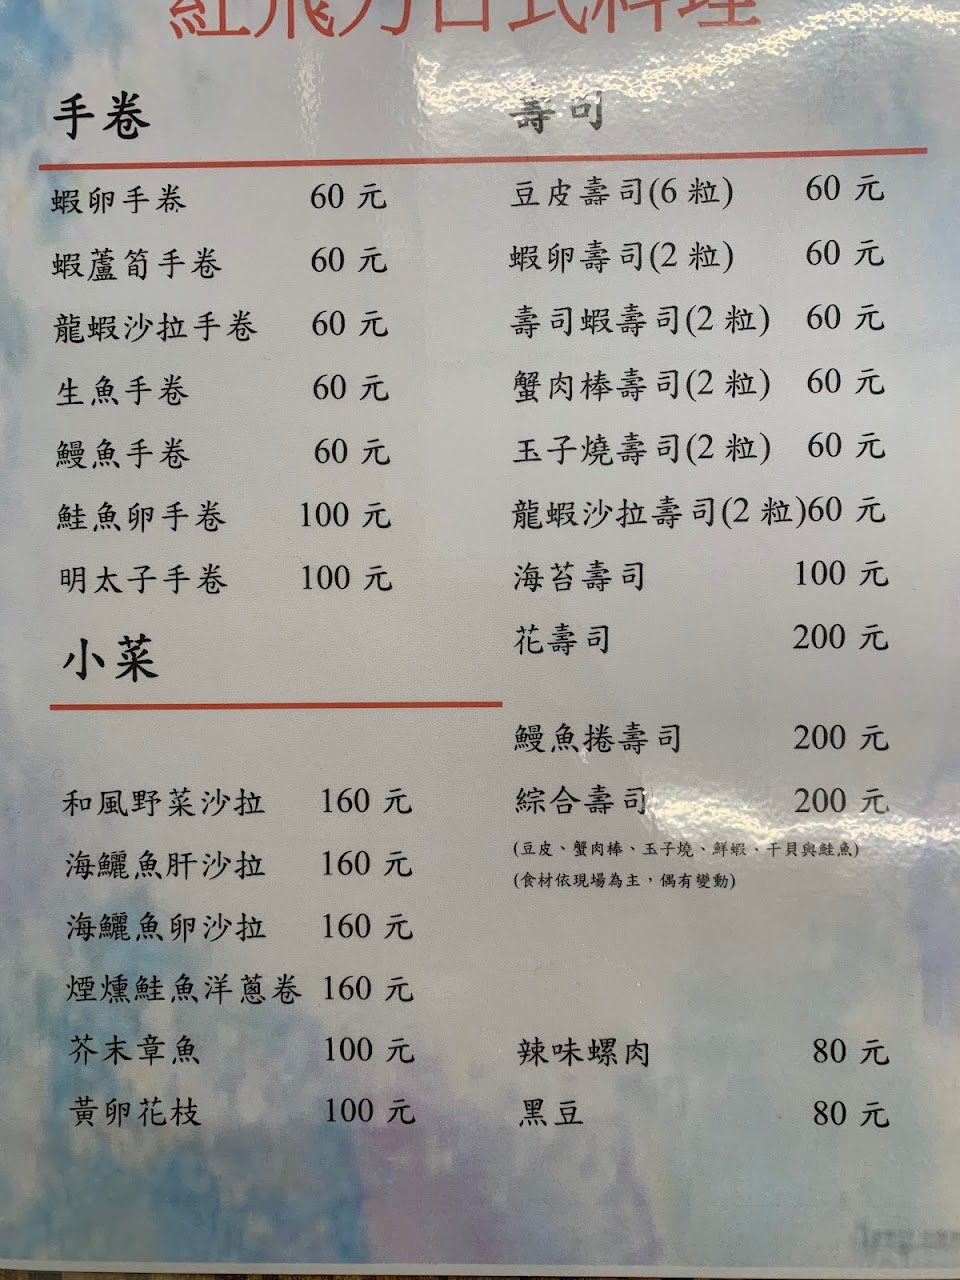 紅飛刀日式料理
手卷
蝦卵手卷 60 元
蝦蘆筍手卷 60 元
龍蝦沙拉手卷 60 元
生魚手卷 60 元
鰻魚手卷 60 元
鮭魚卵手卷 100 元
明太子手卷 100 元
小菜
和風野菜沙拉 160 元
海鱺魚肝沙拉 160 元
海鱺魚卵沙拉 160 元
煙燻鮭魚洋蔥卷 160 元
芥末章魚 100 元
黃卵花枝 100 元
壽司
豆皮壽司(6 粒) 60 元
蝦卵壽司(2 粒) 60 元
壽司蝦壽司(2 粒) 60 元
蟹肉棒壽司(2 粒) 60 元
玉子燒壽司(2 粒) 60 元
龍蝦沙拉壽司(2 粒)60 元
海苔壽司 100 元
花壽司 200 元
鰻魚捲壽司 200 元
綜合壽司 200 元
(豆皮、蟹肉棒、玉子燒、鮮蝦、干貝與鮭魚)
(食材依現場為主，偶有變動)
辣味螺肉 80 元
黑豆 80 元